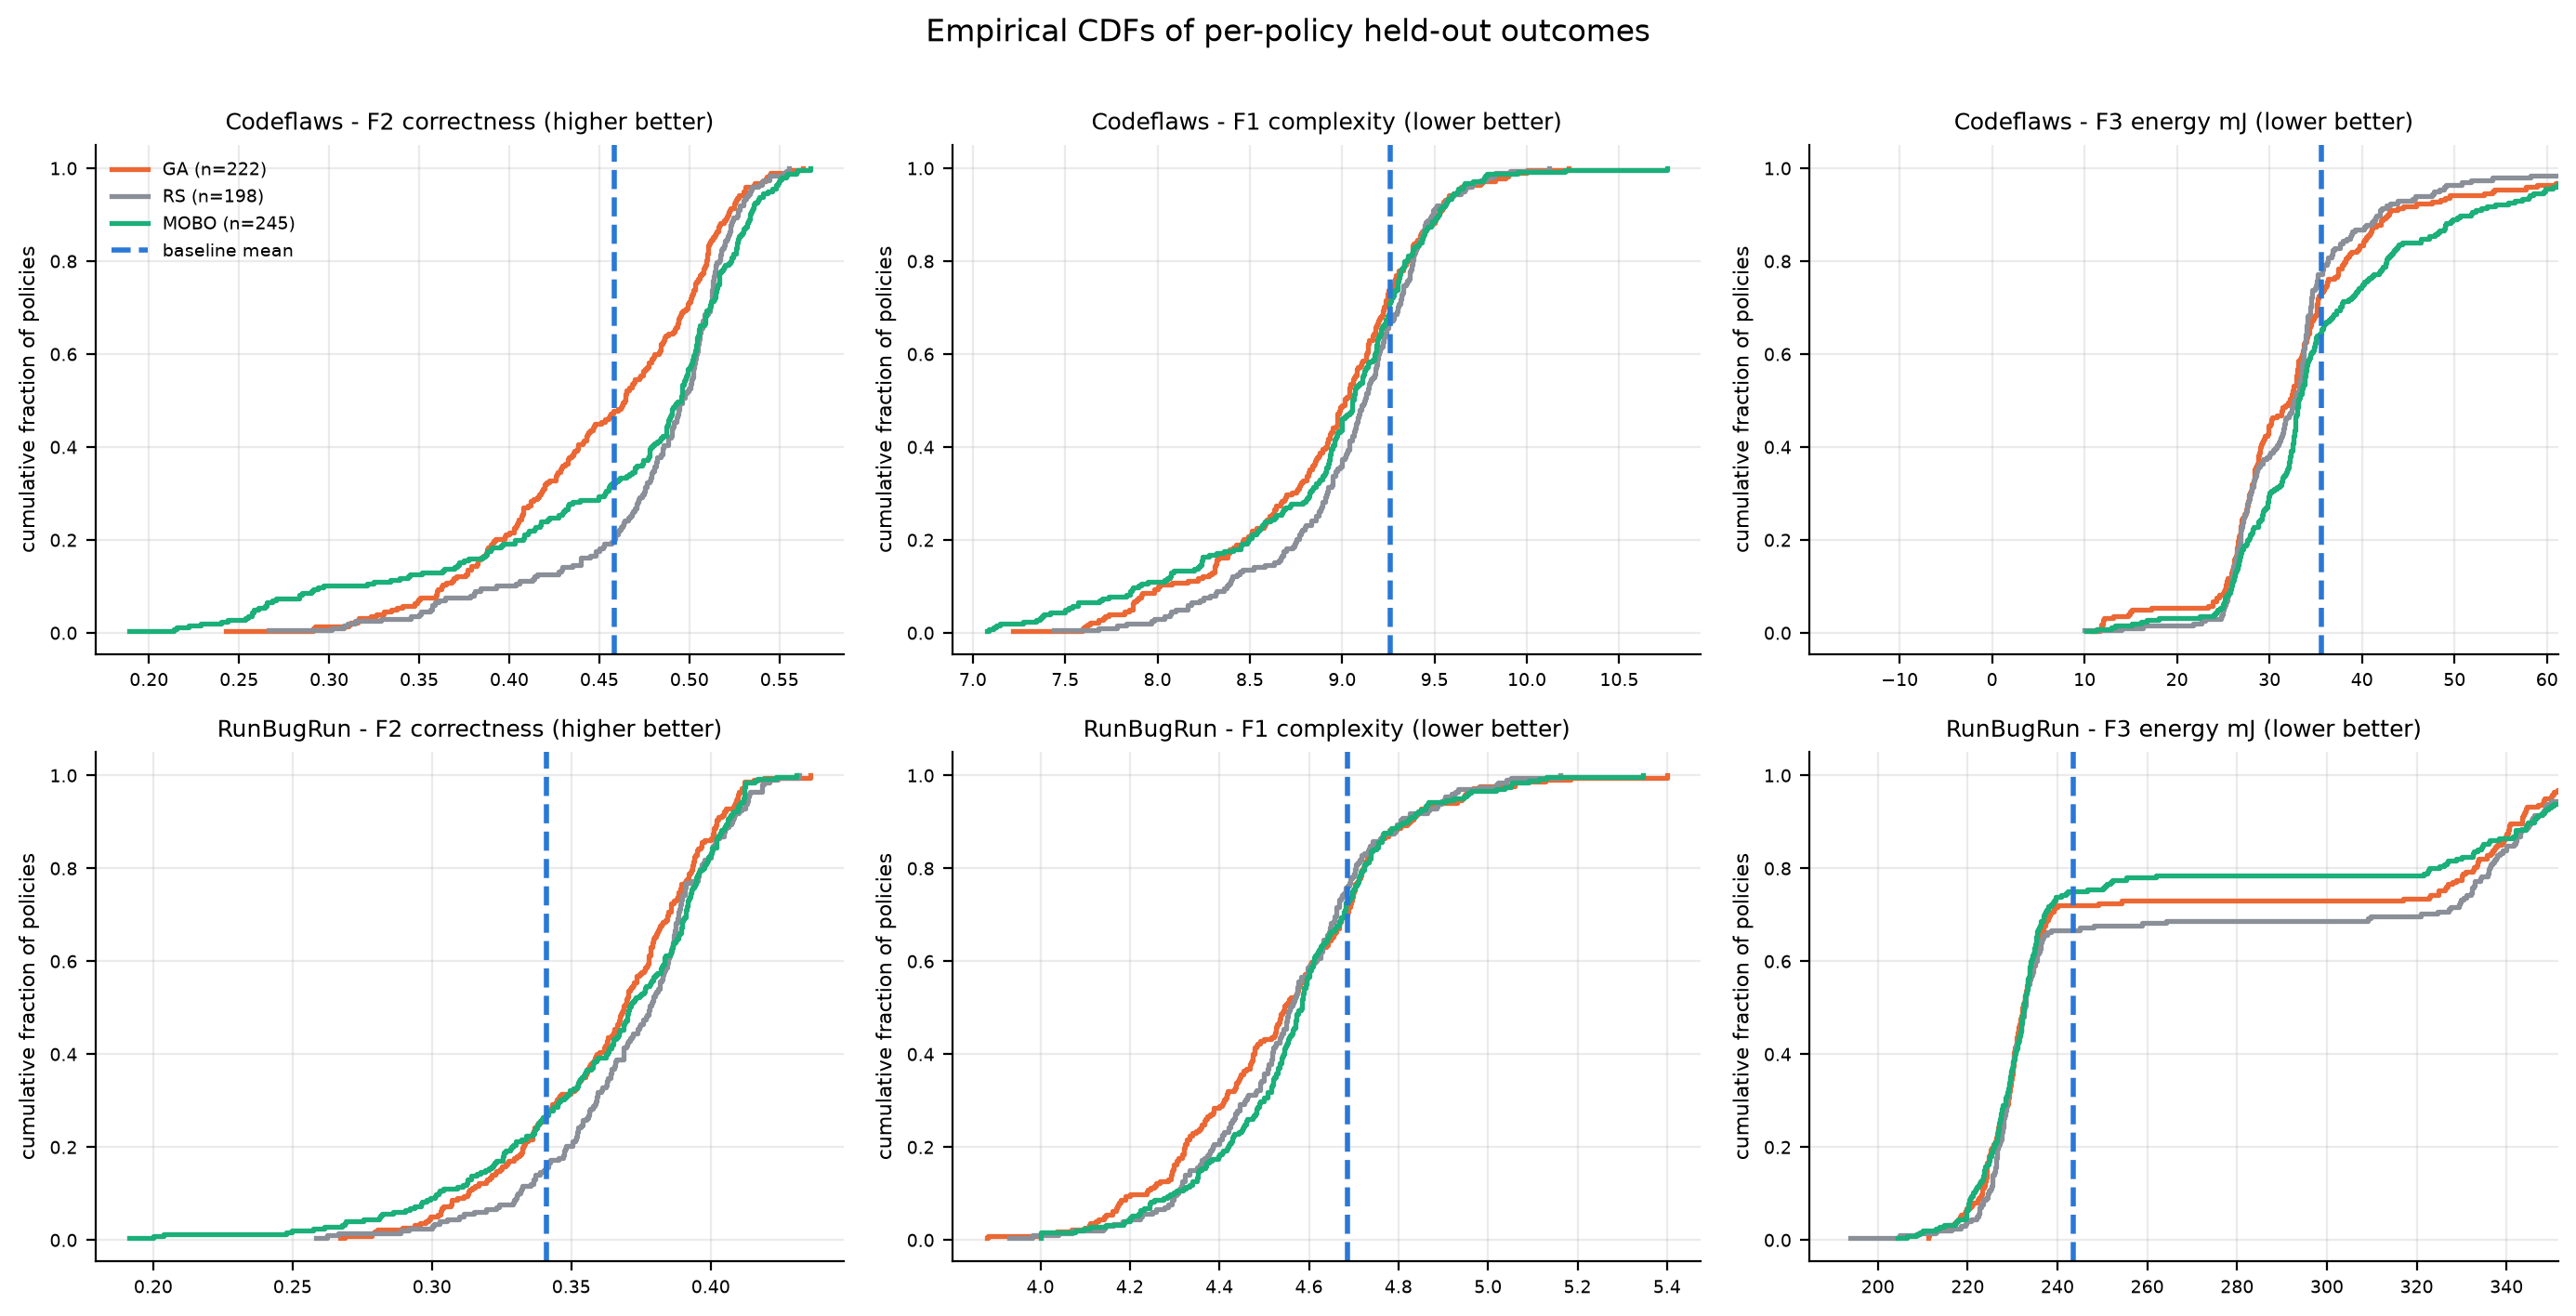 Empirical CDFs of per-policy held-out outcomes
Codeflaws - F2 correctness (higher better)
cumulative fraction of policies
1.0
0.8
0.6
0.4
0.2
0.0
GA (n=222)
RS (n=198)
MOBO (n=245)
baseline mean
0.20 0.25 0.30 0.35 0.40 0.45 0.50 0.55
Codeflaws - F1 complexity (lower better)
cumulative fraction of policies
1.0
0.8
0.6
0.4
0.2
0.0
7.0 7.5 8.0 8.5 9.0 9.5 10.0 10.5
Codeflaws - F3 energy mJ (lower better)
cumulative fraction of policies
1.0
0.8
0.6
0.4
0.2
0.0
−10 0 10 20 30 40 50 60
RunBugRun - F2 correctness (higher better)
cumulative fraction of policies
1.0
0.8
0.6
0.4
0.2
0.0
0.20 0.25 0.30 0.35 0.40
RunBugRun - F1 complexity (lower better)
cumulative fraction of policies
1.0
0.8
0.6
0.4
0.2
0.0
4.0 4.2 4.4 4.6 4.8 5.0 5.2 5.4
RunBugRun - F3 energy mJ (lower better)
cumulative fraction of policies
1.0
0.8
0.6
0.4
0.2
0.0
200 220 240 260 280 300 320 340